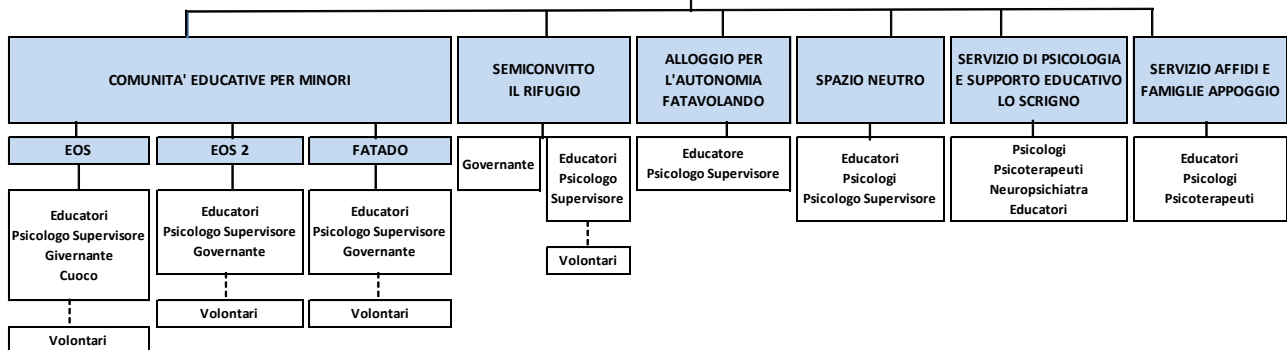 COMUNITA' EDUCATIVE PER MINORI
SEMICONVITTO
IL RIFUGIO
ALLOGGIO PER
L'AUTONOMIA
FATAVOLANDO
SPAZIO NEUTRO
SERVIZIO DI PSICOLOGIA
E SUPPORTO EDUCATIVO
LO SCRIGNO
SERVIZIO AFFIDI E
FAMIGLIE APPOGGIO
EOS
EOS 2
FATADO
Educatori
Psicologo Supervisore
Givernante
Cuoco
Volontari
Educatori
Psicologo Supervisore
Governante
Volontari
Educatori
Psicologo Supervisore
Governante
Volontari
Governante
Educatori
Psicologo
Supervisore
Volontari
Educatore
Psicologo Supervisore
Educatori
Psicologi
Psicologo Supervisore
Psicologi
Psicoterapeuti
Neuropsichiatra
Educatori
Educatori
Psicologi
Psicoterapeuti